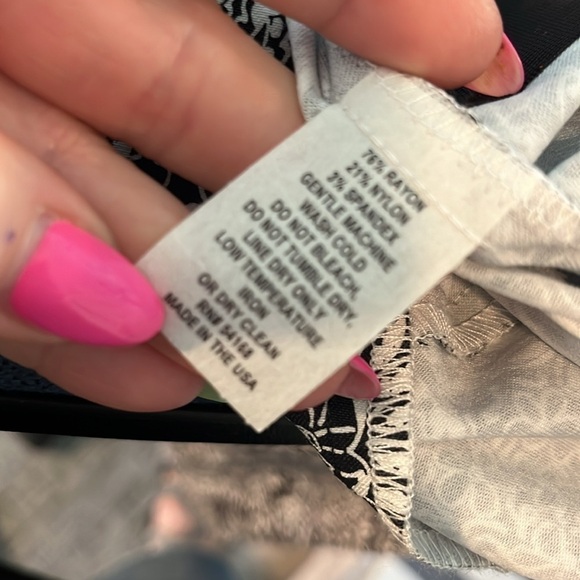 76% RAYON
21% NYLON
3% SPANDEX
GENTLE MACHINE
WASH COLD
DO NOT BLEACH,
DO NOT TUMBLE DRY,
LINE DRY ONLY
LOW TEMPERATURE
IRON
OR DRY CLEAN
RN# 54168
MADE IN THE USA